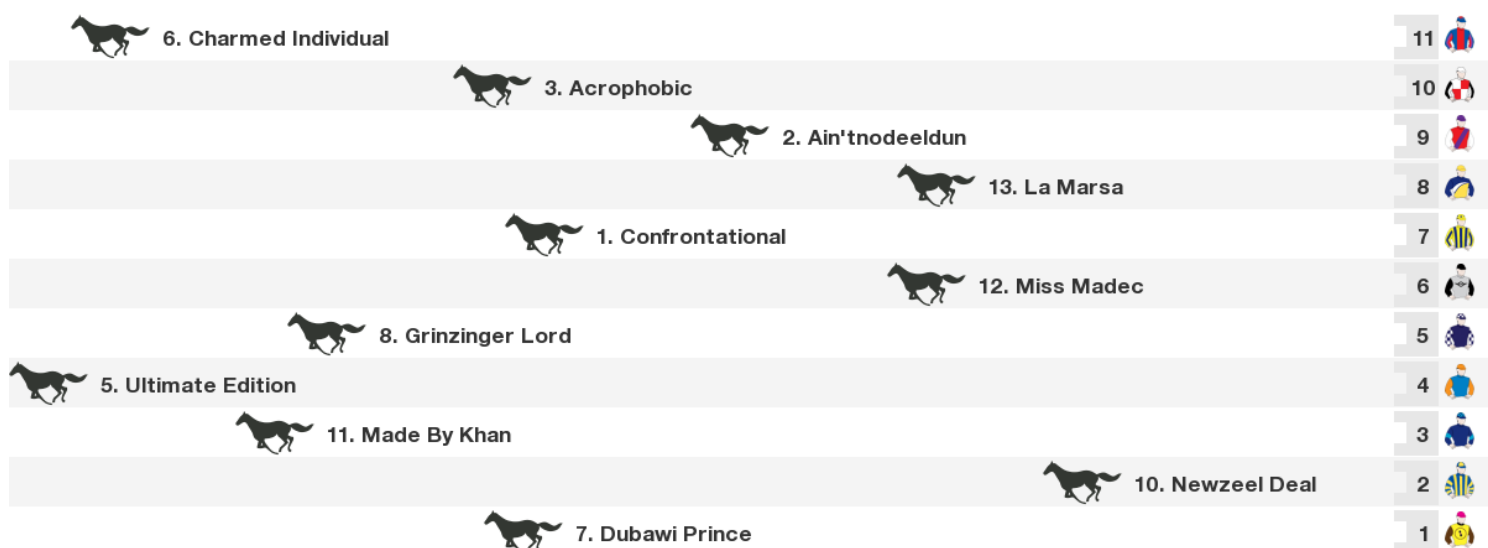 6. Charmed Individual 11
3. Acrophobic 10
2. Ain'tnodeeldun 9
13. La Marsa 8
1. Confrontational 7
12. Miss Madec 6
8. Grinzinger Lord 5
5. Ultimate Edition 4
11. Made By Khan 3
10. Newzeel Deal 2
7. Dubawi Prince 1